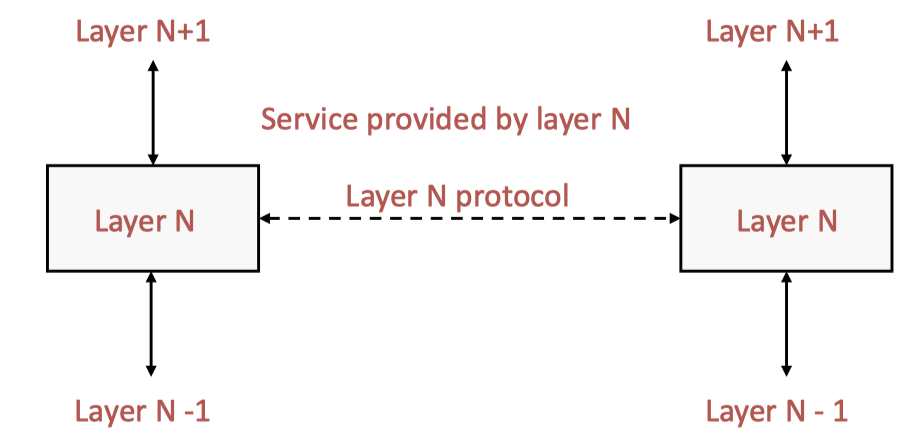 Layer N+1
Layer N+1
Service provided by layer N
Layer N protocol
Layer N
Layer N
Layer N -1
Layer N - 1